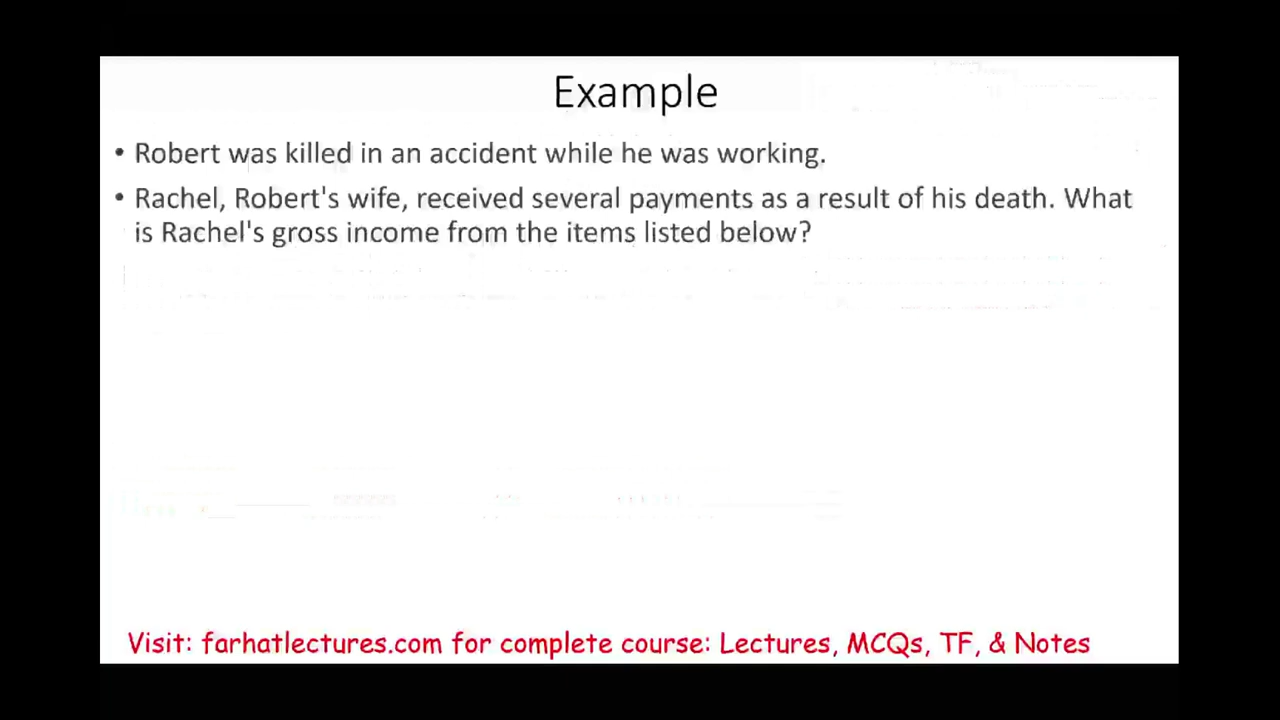 Example
• Robert was killed in an accident while he was working.
• Rachel, Robert's wife, received several payments as a result of his death. What
is Rachel's gross income from the items listed below?
Visit: farhatlectures.com for complete course: Lectures, MCQs, TF, & Notes